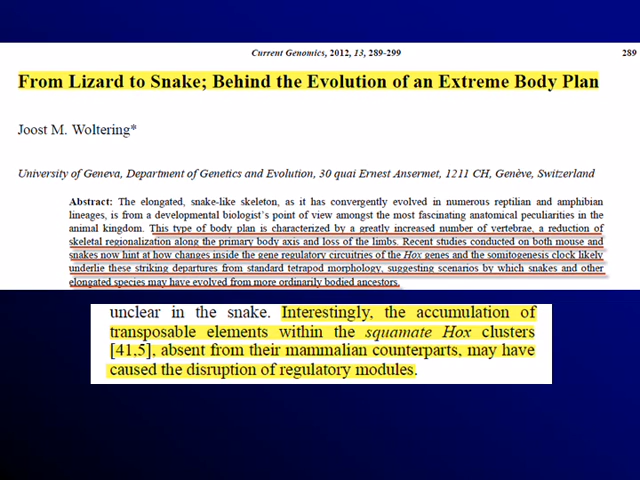 Current Genomics, 2012, 13, 289-299 289
From Lizard to Snake; Behind the Evolution of an Extreme Body Plan
Joost M. Woltering*
University of Geneva, Department of Genetics and Evolution, 30 quai Ernest Ansermet, 1211 CH, Genève, Switzerland
Abstract: The elongated, snake-like skeleton, as it has convergently evolved in numerous reptilian and amphibian
lineages, is from a developmental biologist's point of view amongst the most fascinating anatomical peculiarities in the
animal kingdom. This type of body plan is characterized by a greatly increased number of vertebrae, a reduction of
skeletal regionalization along the primary body axis and loss of the limbs. Recent studies conducted on both mouse and
snakes now hint at how changes inside the gene regulatory circuitries of the Hox genes and the somitogenesis clock likely
underlie these striking departures from standard tetrapod morphology, suggesting scenarios by which snakes and other
elongated species may have evolved from more ordinarily bodied ancestors.
unclear in the snake. Interestingly, the accumulation of
transposable elements within the squamate Hox clusters
[41,5], absent from their mammalian counterparts, may have
caused the disruption of regulatory modules.